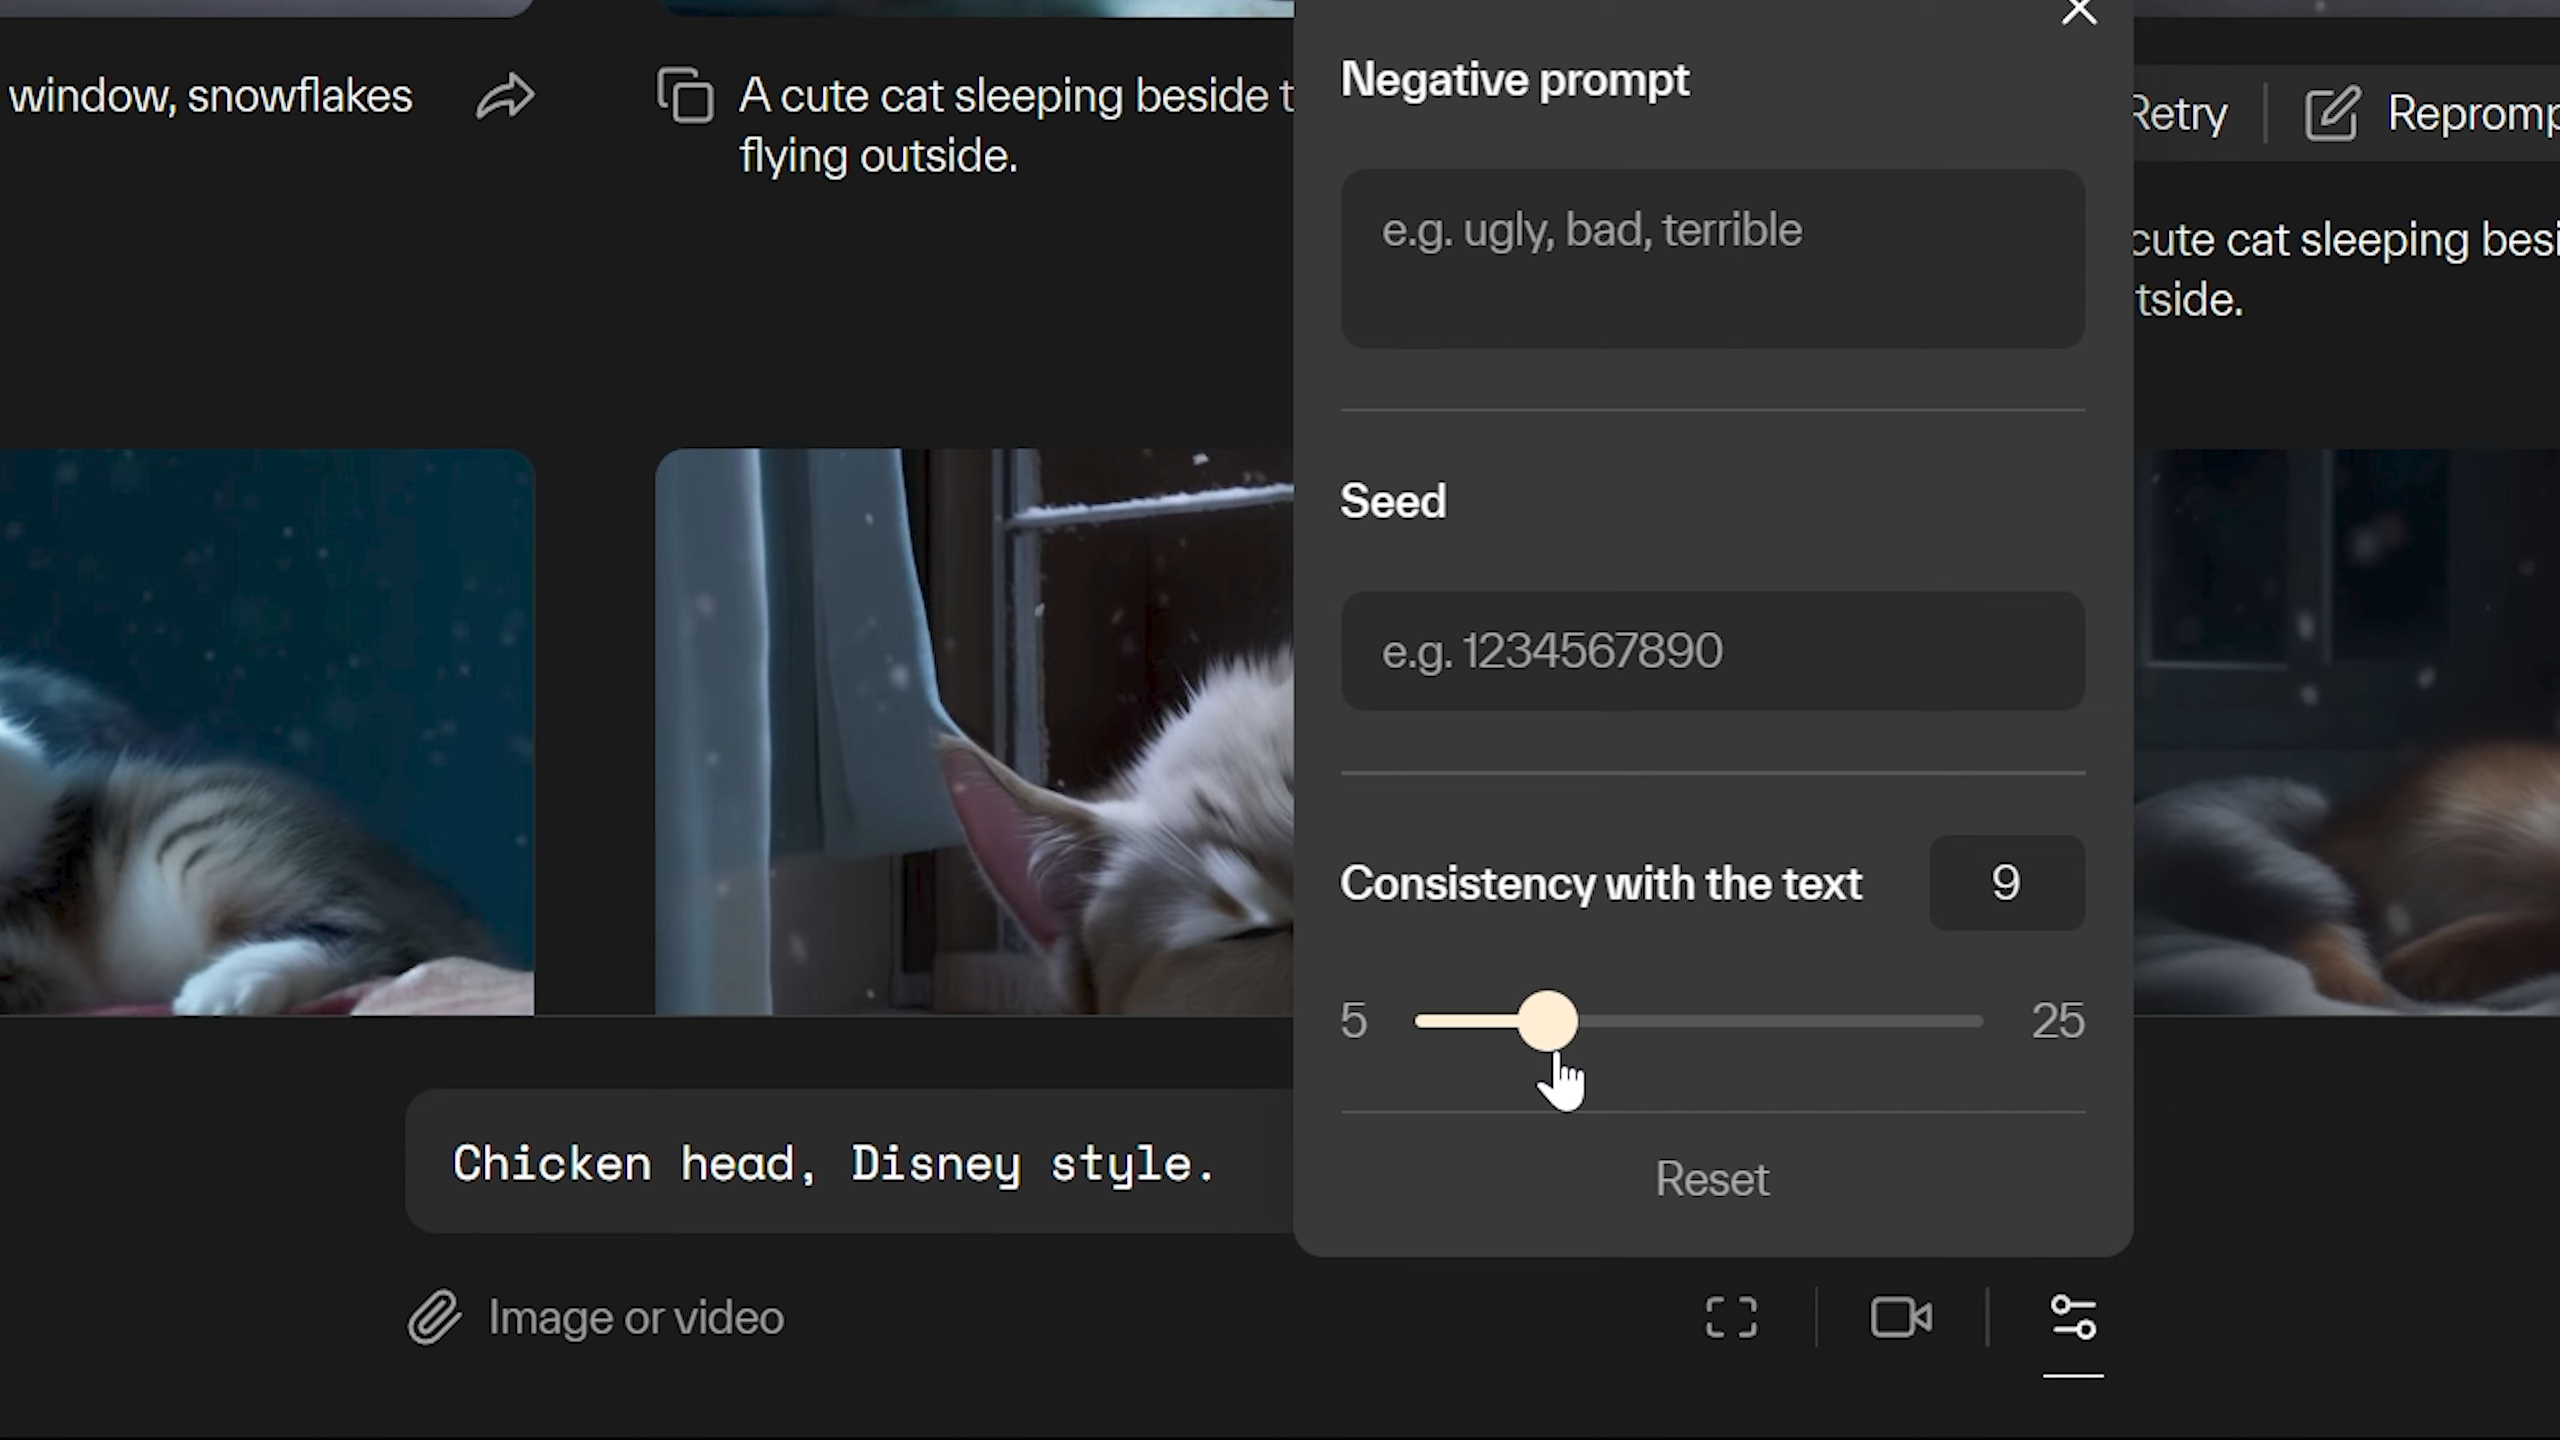 window, snowflakes
A cute cat sleeping beside t
flying outside.
Negative prompt
e.g. ugly, bad, terrible
Retry
Repromp
cute cat sleeping besi
tside.
Seed
e.g. 1234567890
Consistency with the text
9
5
25
Reset
Chicken head, Disney style.
Image or video